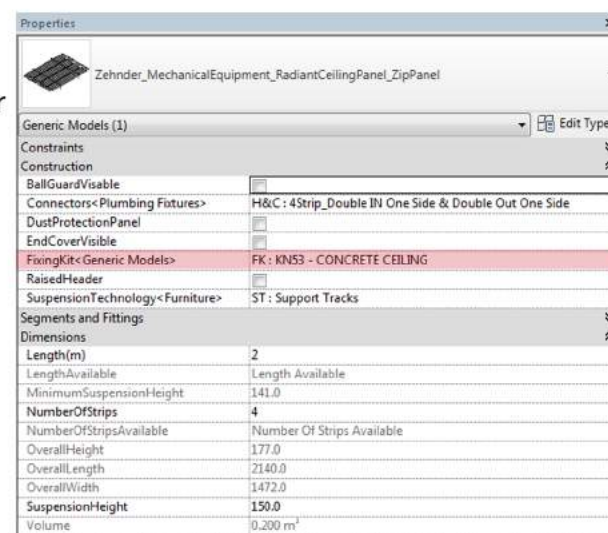 Properties
r
Zehnder_MechanicalEquipment_RadiantCeilingPanel_ZipPanel
Generic Models (1) Edit Type
Constraints
Construction
BallGuardVisable
Connectors<Plumbing Fixtures> H&C : 4Strip_Double IN One Side & Double Out One Side
DustProtectionPanel
EndCoverVisible
FixingKit<Generic Models> FK : KN53 - CONCRETE CEILING
RaisedHeader
SuspensionTechnology<Furniture> ST : Support Tracks
Segments and Fittings
Dimensions
Length(m) 2
LengthAvailable Length Available
MinimumSuspensionHeight 141.0
NumberOfStrips 4
NumberOfStripsAvailable Number Of Strips Available
OverallHeight 177.0
OverallLength 2140.0
OverallWidth 1472.0
SuspensionHeight 150.0
Volume 0.200 m³